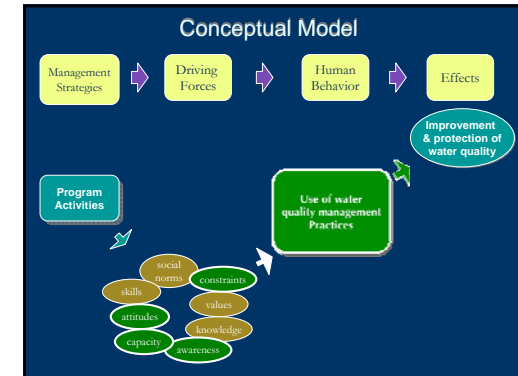 Conceptual Model
Management
Strategies
Driving
Forces
Human
Behavior
Effects
Improvement
& protection of
water quality
Program
Activities
Use of water
quality management
Practices
social
norms
constraints
skills
values
attitudes
knowledge
capacity
awareness